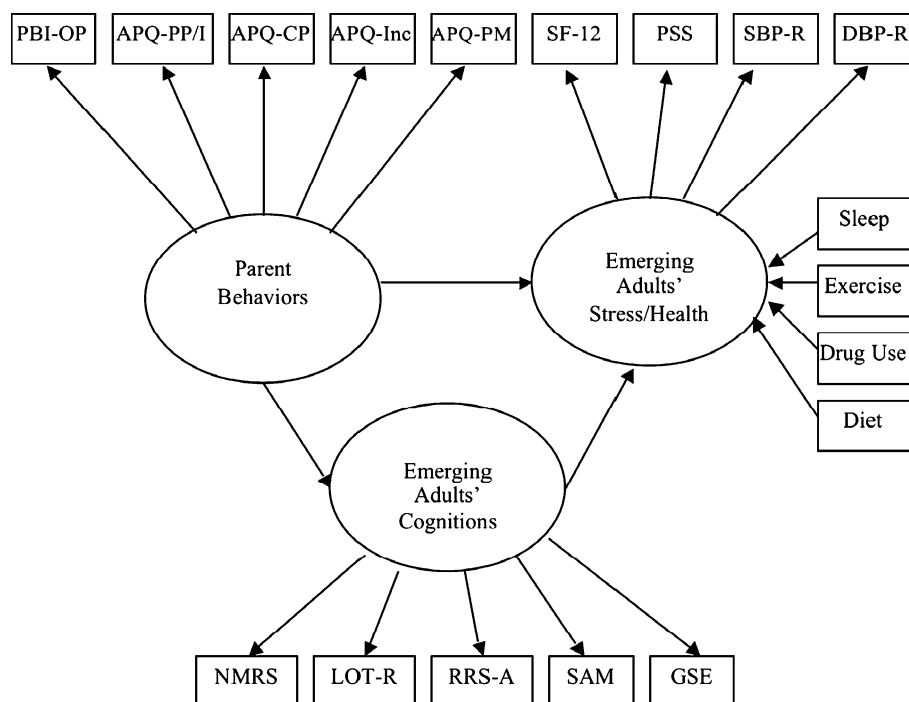 PBI-OP
APQ-PP/I
APQ-CP
APQ-Inc
APQ-PM
SF-12
PSS
SBP-R
DBP-R
Parent
Behaviors
Emerging
Adults’
Stress/Health
Sleep
Exercise
Drug Use
Diet
Emerging
Adults’
Cognitions
NMRS
LOT-R
RRS-A
SAM
GSE